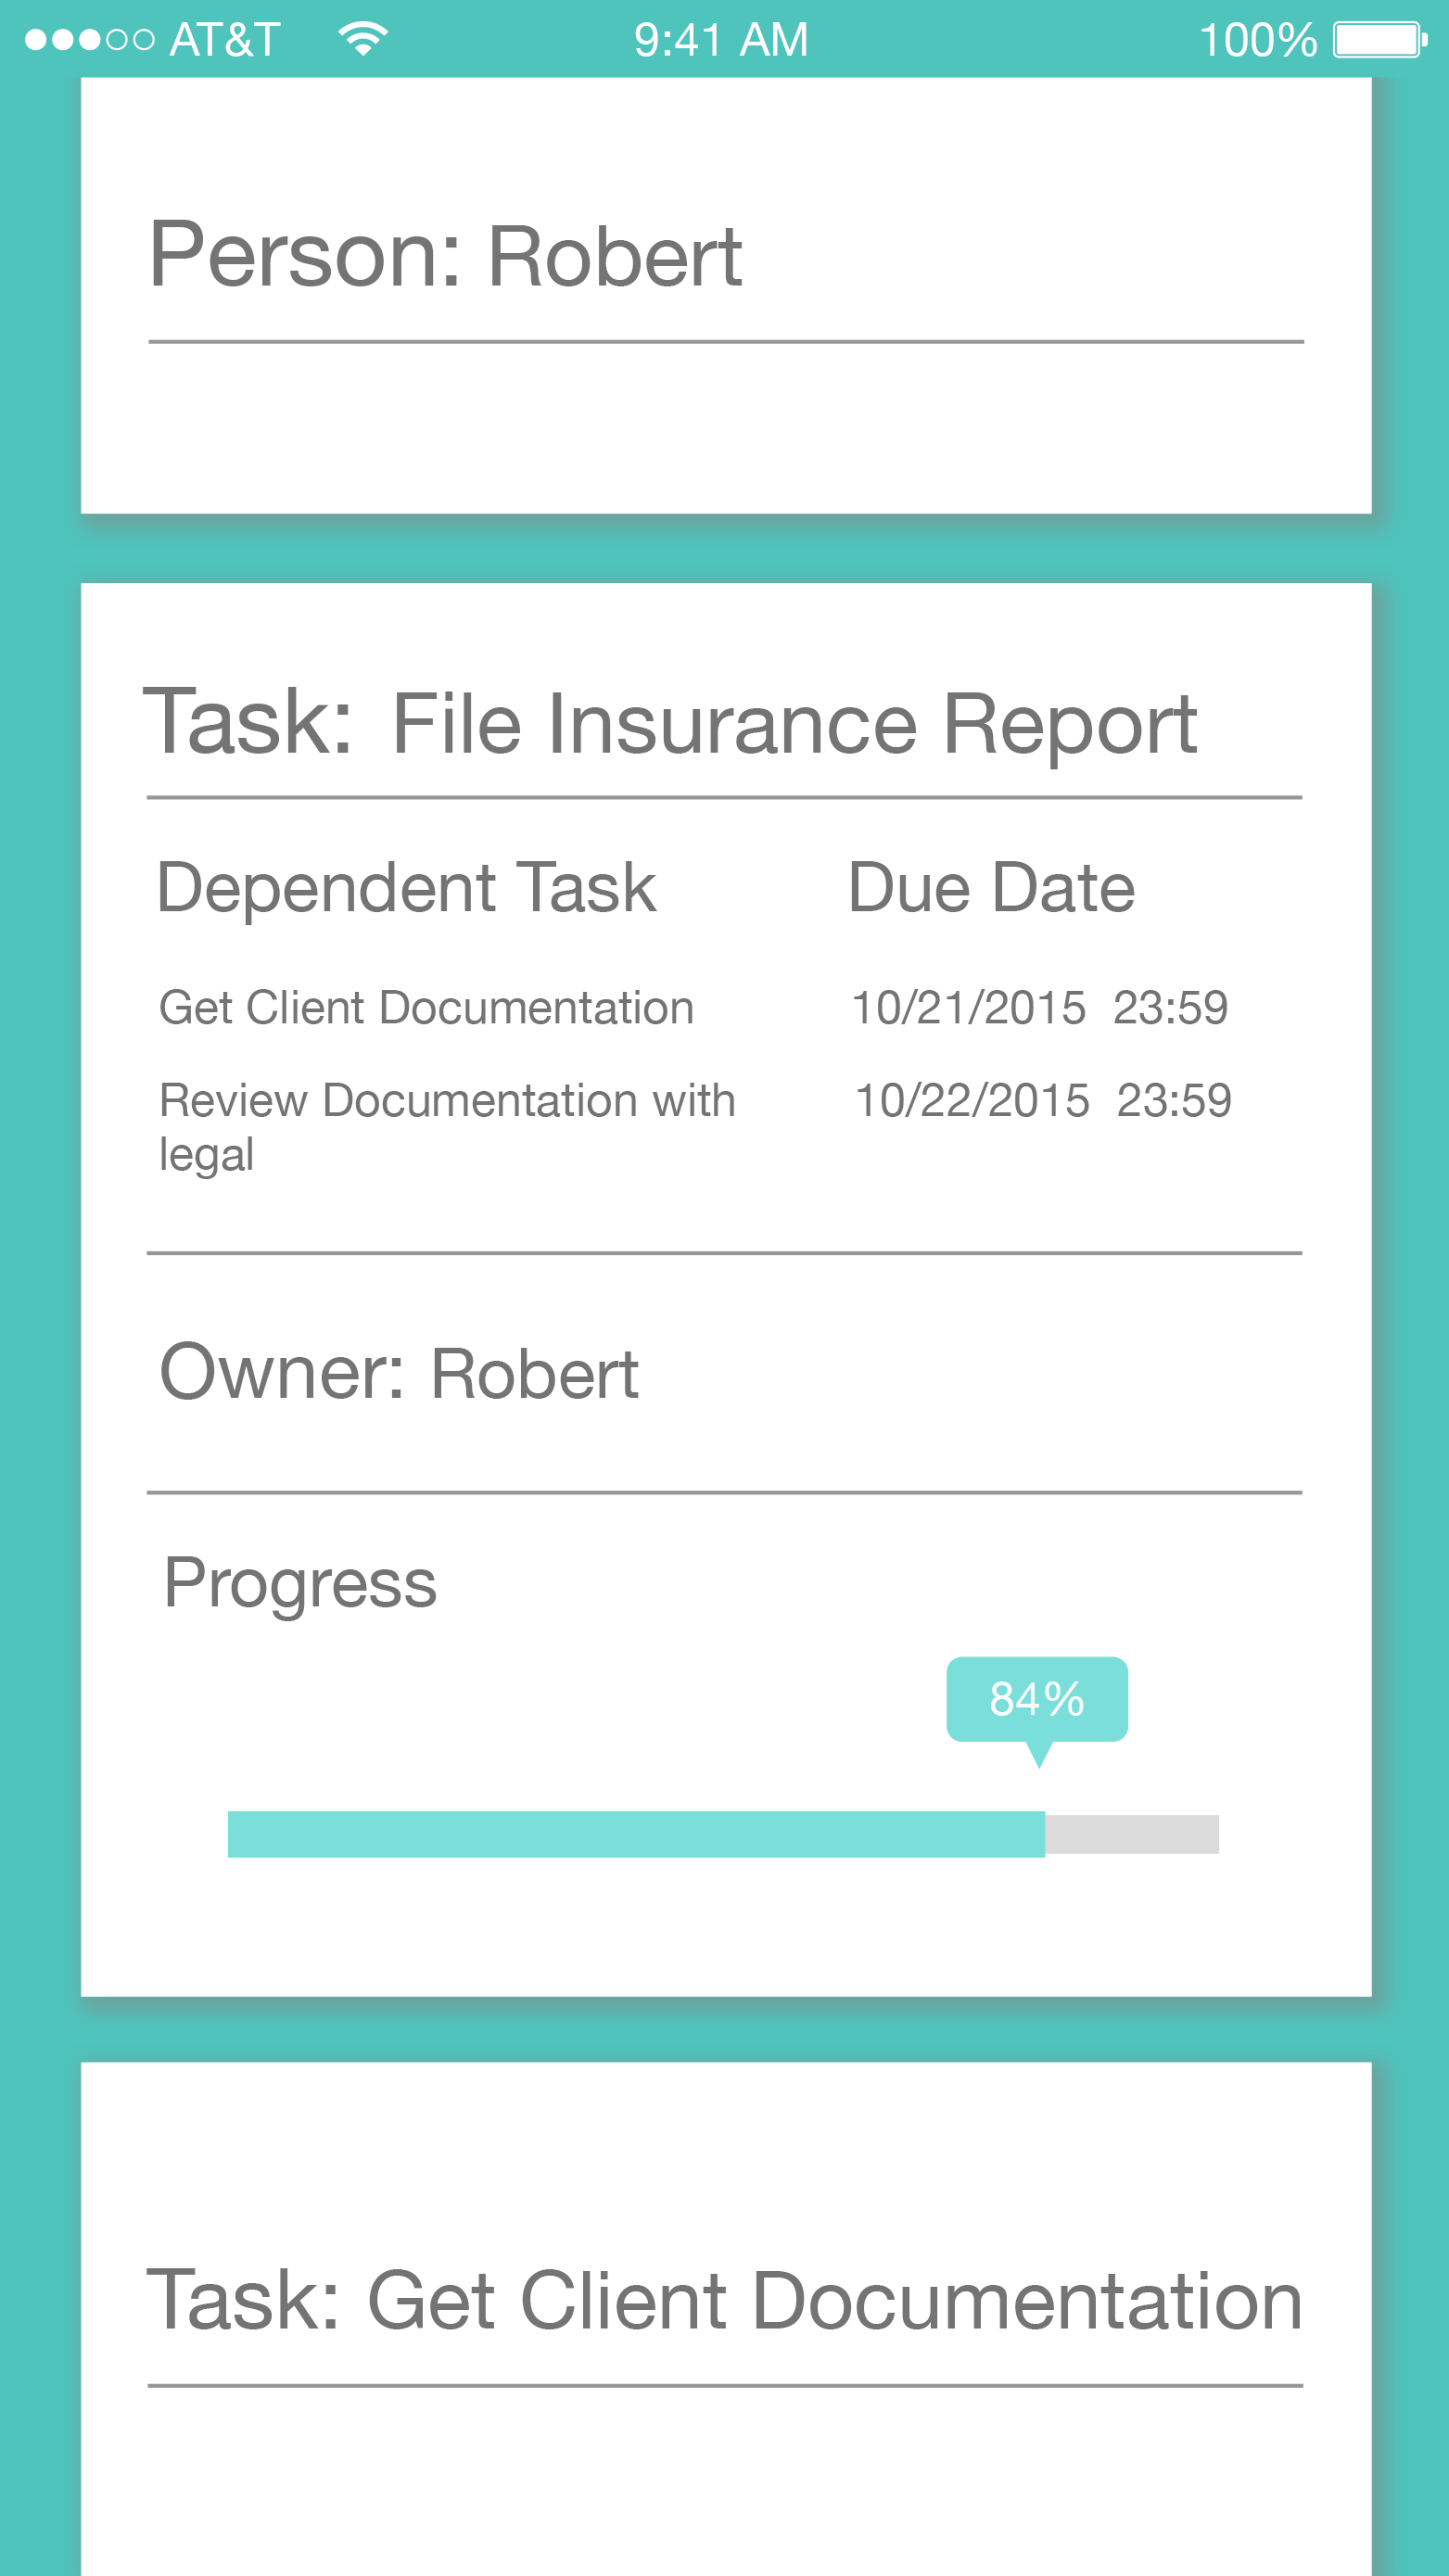 AT&T 9:41 AM 100%
Person: Robert
Task: File Insurance Report
Dependent Task Due Date
Get Client Documentation 10/21/2015 23:59
Review Documentation with 10/22/2015 23:59
legal
Owner: Robert
Progress
84%
Task: Get Client Documentation